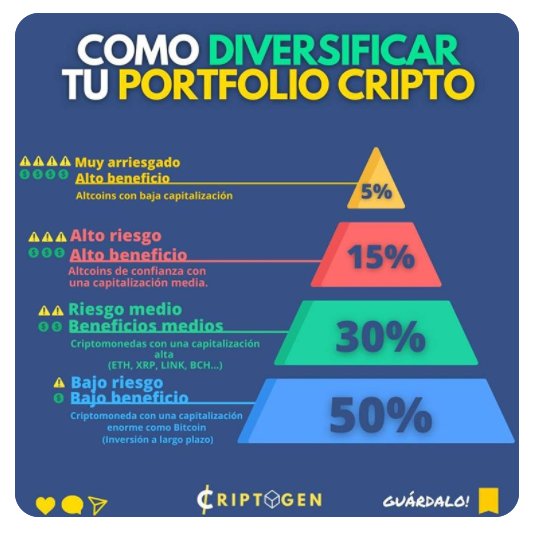 COMO DIVERSIFICAR
TU PORTFOLIO CRIPTO
Muy arriesgado
Alto beneficio
Altcoins con baja capitalización
5%
Alto riesgo
Alto beneficio
Altcoins de confianza con
una capitalización media.
15%
Riesgo medio
Beneficios medios
Criptomonedas con una capitalización
alta
(ETH, XRP, LINK, BCH...)
30%
Bajo riesgo
Bajo beneficio
Criptomoneda con una capitalización
enorme como Bitcoin
(Inversión a largo plazo)
50%
CRIPTOGEN
GUÁRDALO!